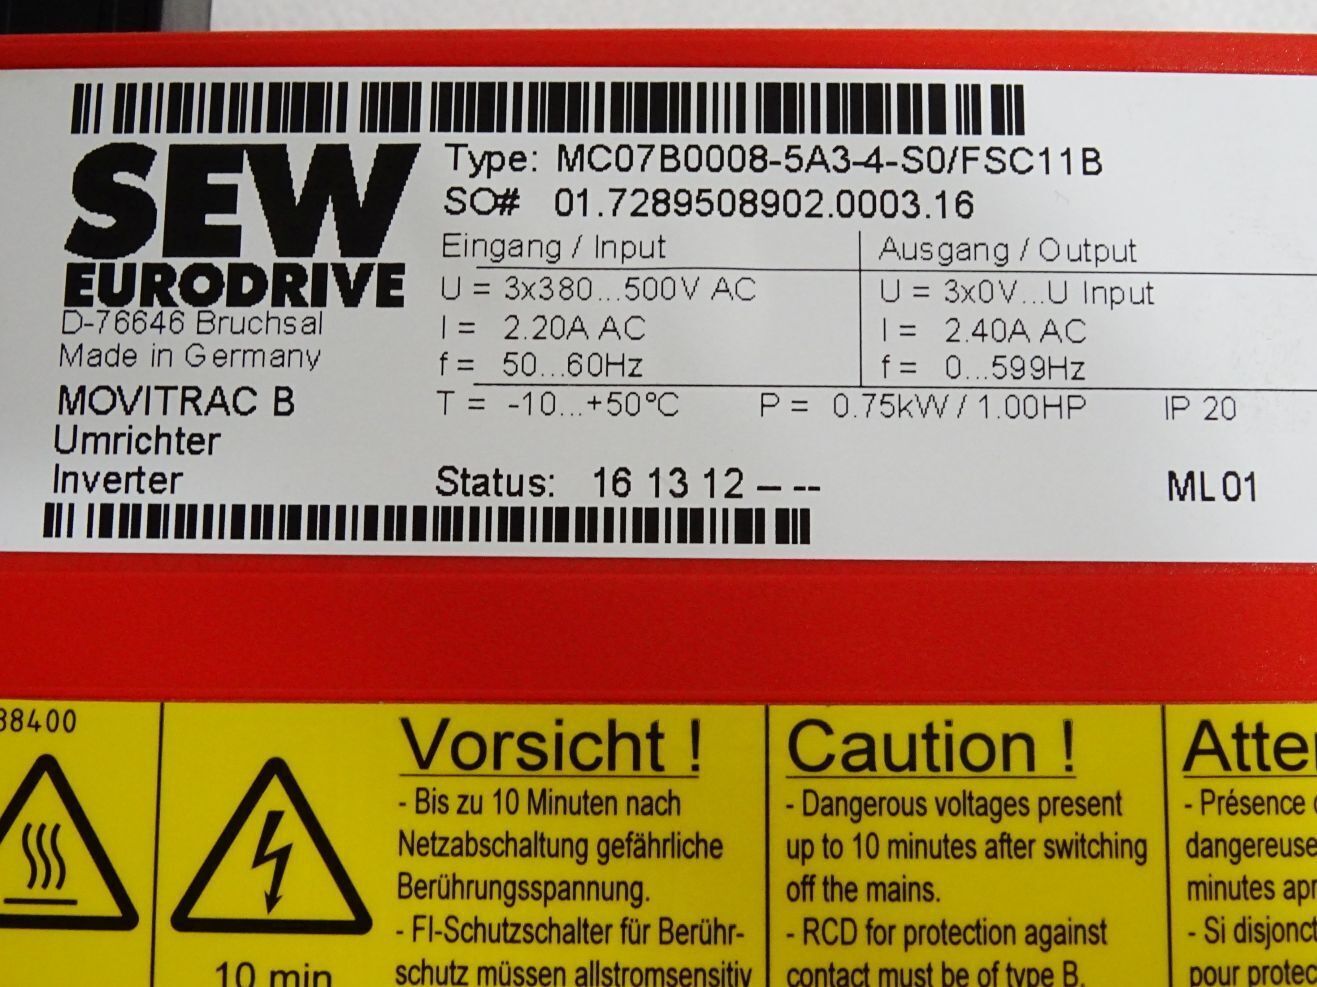 SEW
EURODRIVE
D-76646 Bruchsal
Made in Germany
MOVITRAC B
Umrichter
Inverter
Type: MC07B0008-5A3-4-S0/FSC11B
SO# 01.7289508902.0003.16
Eingang / Input
U = 3x380...500V AC
I = 2.20A AC
f = 50...60Hz
Ausgang / Output
U = 3x0V...U Input
I = 2.40A AC
f = 0...599Hz
T = -10...+50°C P = 0.75kW / 1.00HP IP 20
Status: 16 13 12 – --
ML01
88400
10 min
Vorsicht !
- Bis zu 10 Minuten nach
Netzabschaltung gefährliche
Berührungsspannung.
- FI-Schutzschalter für Berühr-
schutz müssen allstromsensitiv
Caution !
- Dangerous voltages present
up to 10 minutes after switching
off the mains.
- RCD for protection against
contact must be of type B.
- Présence
dangereuse
minutes
- Si
pour